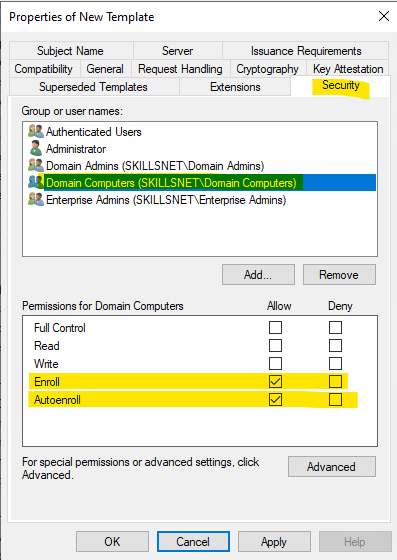 Properties of New Template
Subject Name Server Issuance Requirements
Compatibility General Request Handling Cryptography Key Attestation
Superseded Templates Extensions Security
Group or user names:
Authenticated Users
Administrator
Domain Admins (SKILLSNET\Domain Admins)
Domain Computers (SKILLSNET\Domain Computers)
Enterprise Admins (SKILLSNET\Enterprise Admins)
Add... Remove
Permissions for Domain Computers Allow Deny
Full Control
Read
Write
Enroll
Autoenroll
For special permissions or advanced settings, click
Advanced.
Advanced
OK Cancel Apply Help